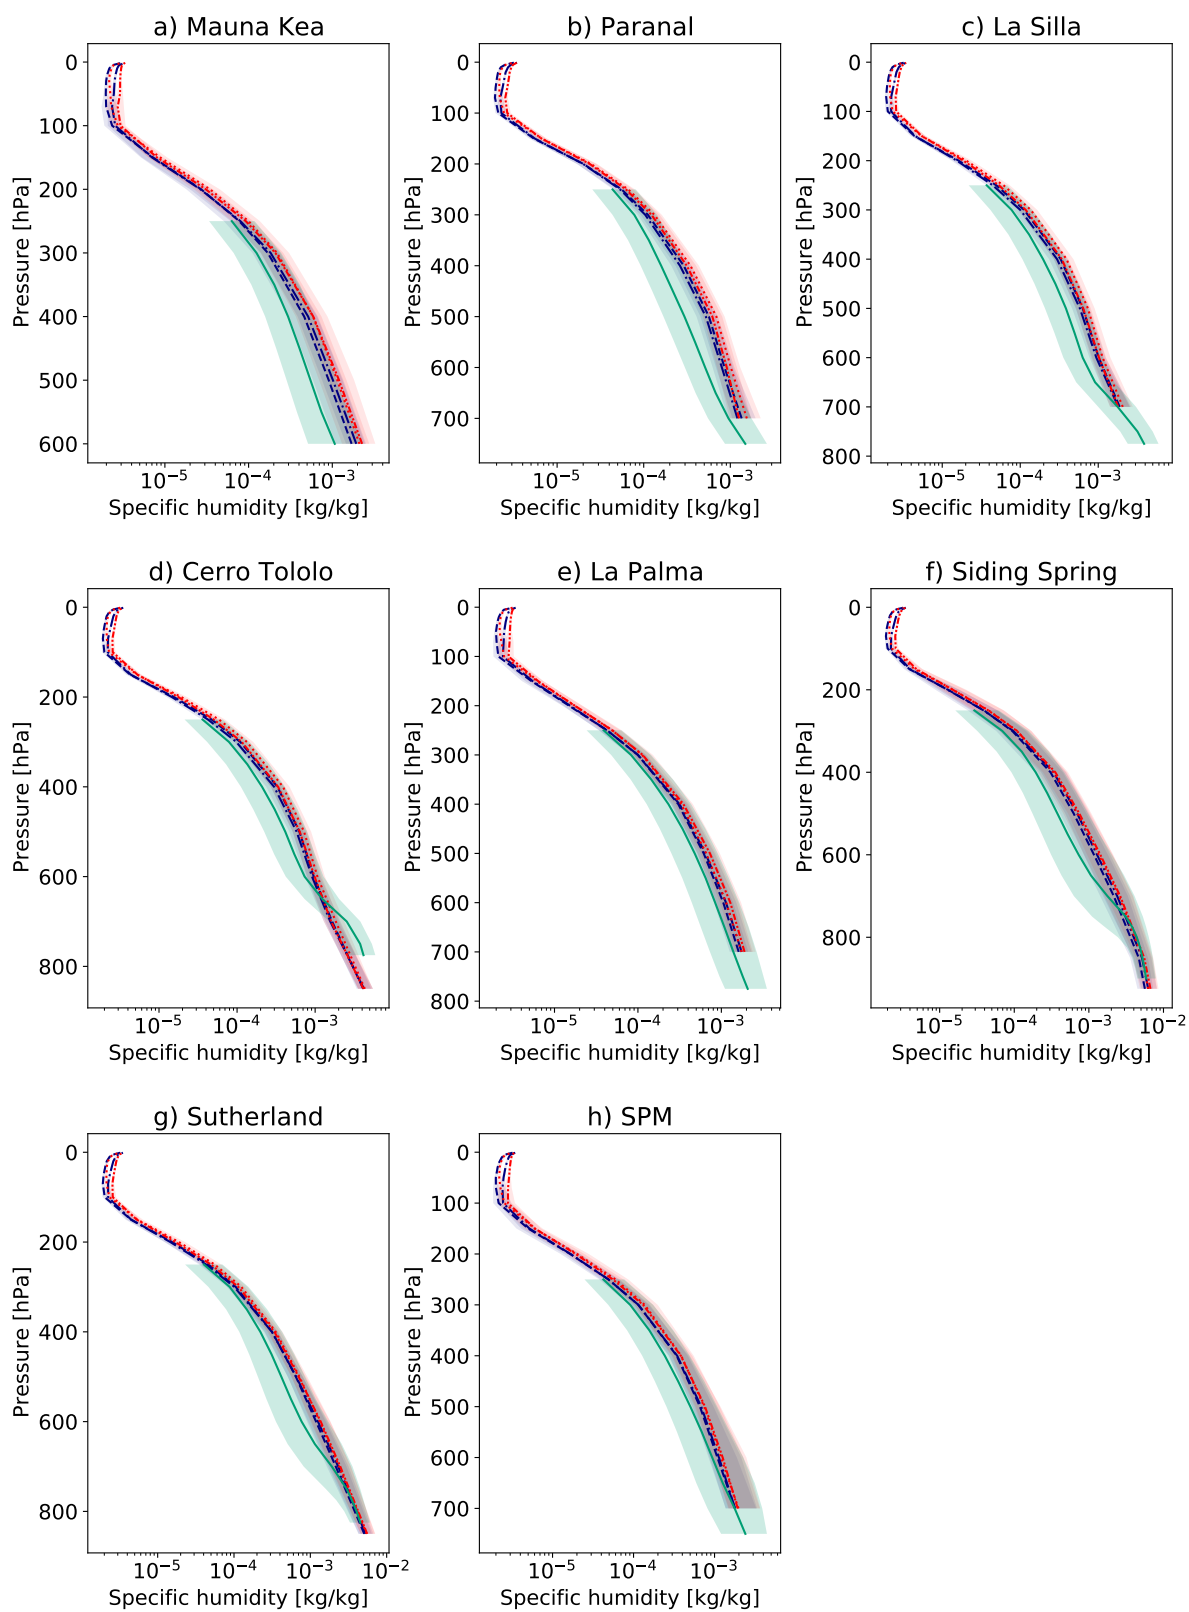 a) Mauna Kea
b) Paranal
c) La Silla
0
100
200
300
400
500
600
Pressure [hPa]
10⁻⁵ 10⁻⁴ 10⁻³
Specific humidity [kg/kg]
0
100
200
300
400
500
600
700
Pressure [hPa]
10⁻⁵ 10⁻⁴ 10⁻³
Specific humidity [kg/kg]
0
100
200
300
400
500
600
700
800
Pressure [hPa]
10⁻⁵ 10⁻⁴ 10⁻³
Specific humidity [kg/kg]
d) Cerro Tololo
e) La Palma
f) Siding Spring
0
200
400
600
800
Pressure [hPa]
10⁻⁵ 10⁻⁴ 10⁻³
Specific humidity [kg/kg]
0
100
200
300
400
500
600
700
800
Pressure [hPa]
10⁻⁵ 10⁻⁴ 10⁻³
Specific humidity [kg/kg]
0
200
400
600
800
Pressure [hPa]
10⁻⁵ 10⁻⁴ 10⁻³ 10⁻²
Specific humidity [kg/kg]
g) Sutherland
h) SPM
0
200
400
600
800
Pressure [hPa]
10⁻⁵ 10⁻⁴ 10⁻³ 10⁻²
Specific humidity [kg/kg]
0
100
200
300
400
500
600
700
Pressure [hPa]
10⁻⁵ 10⁻⁴ 10⁻³
Specific humidity [kg/kg]